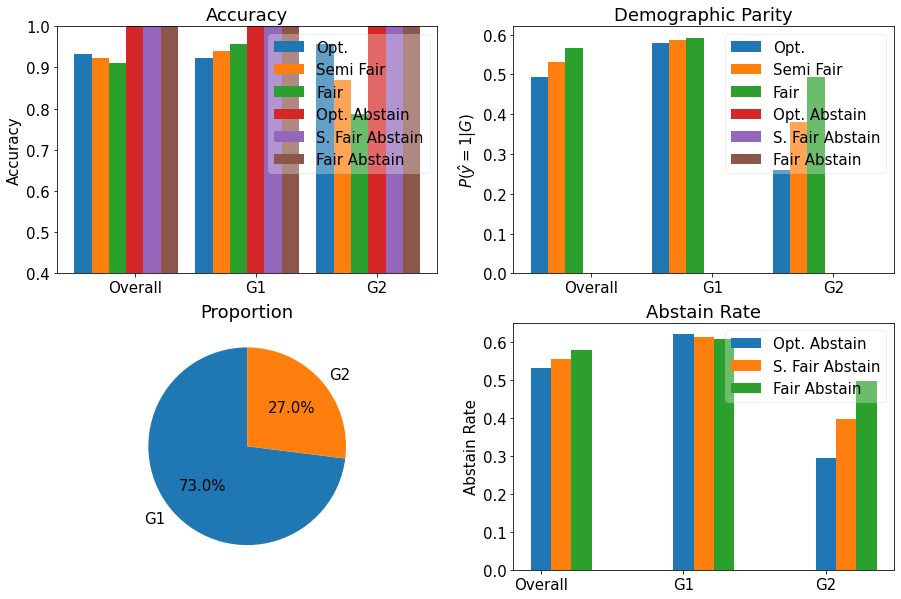 Accuracy
Accuracy
1.0
0.9
0.8
0.7
0.6
0.5
0.4
Overall
G1
G2
Opt.
Semi Fair
Fair
Opt. Abstain
S. Fair Abstain
Fair Abstain
Demographic Parity
P(ŷ = 1|G)
0.6
0.5
0.4
0.3
0.2
0.1
0.0
Overall
G1
G2
Opt.
Semi Fair
Fair
Opt. Abstain
S. Fair Abstain
Fair Abstain
Proportion
G2
27.0%
73.0%
G1
Abstain Rate
Abstain Rate
0.6
0.5
0.4
0.3
0.2
0.1
0.0
Overall
G1
G2
Opt. Abstain
S. Fair Abstain
Fair Abstain